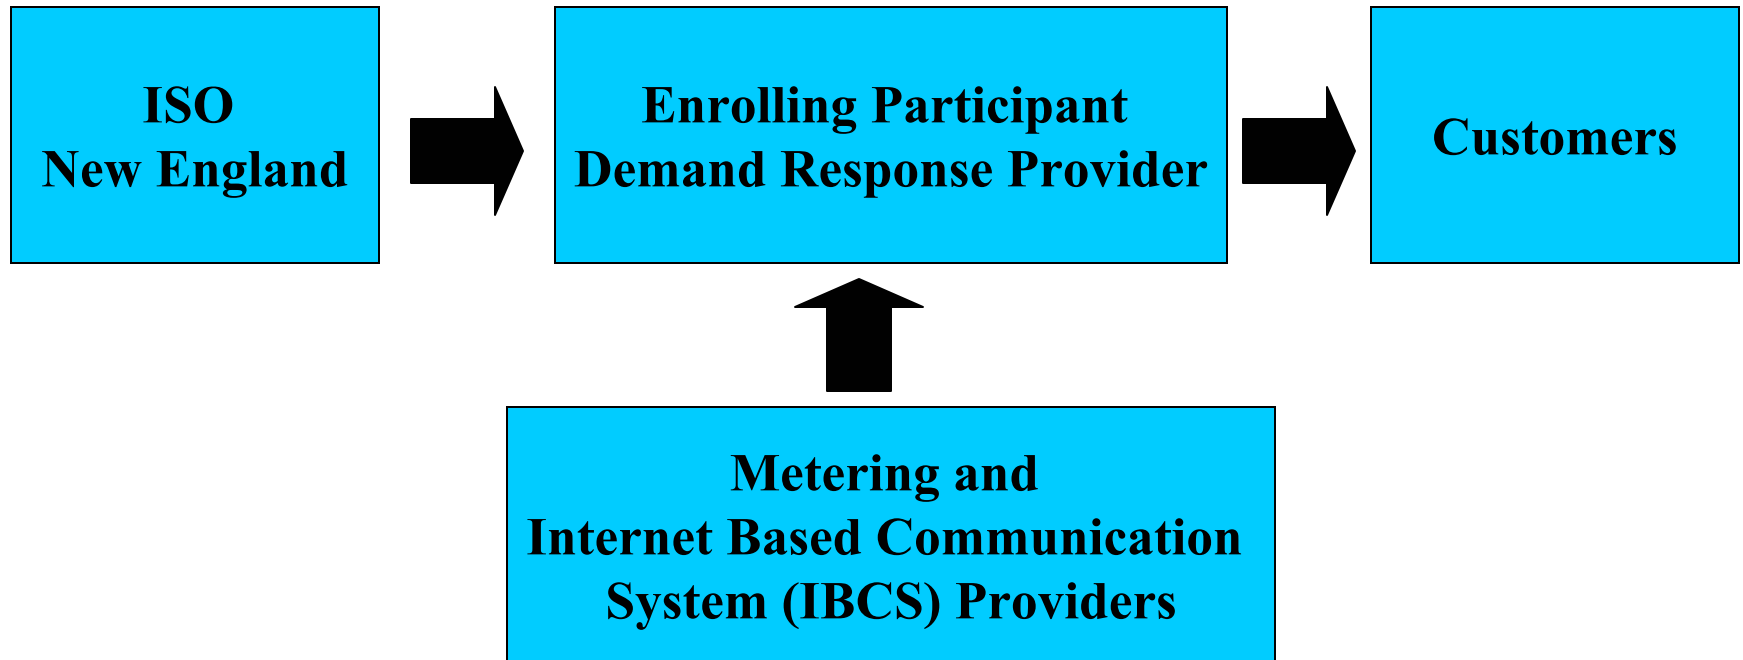 ISO
New England
Enrolling Participant
Demand Response Provider
Customers
Metering and
Internet Based Communication
System (IBCS) Providers